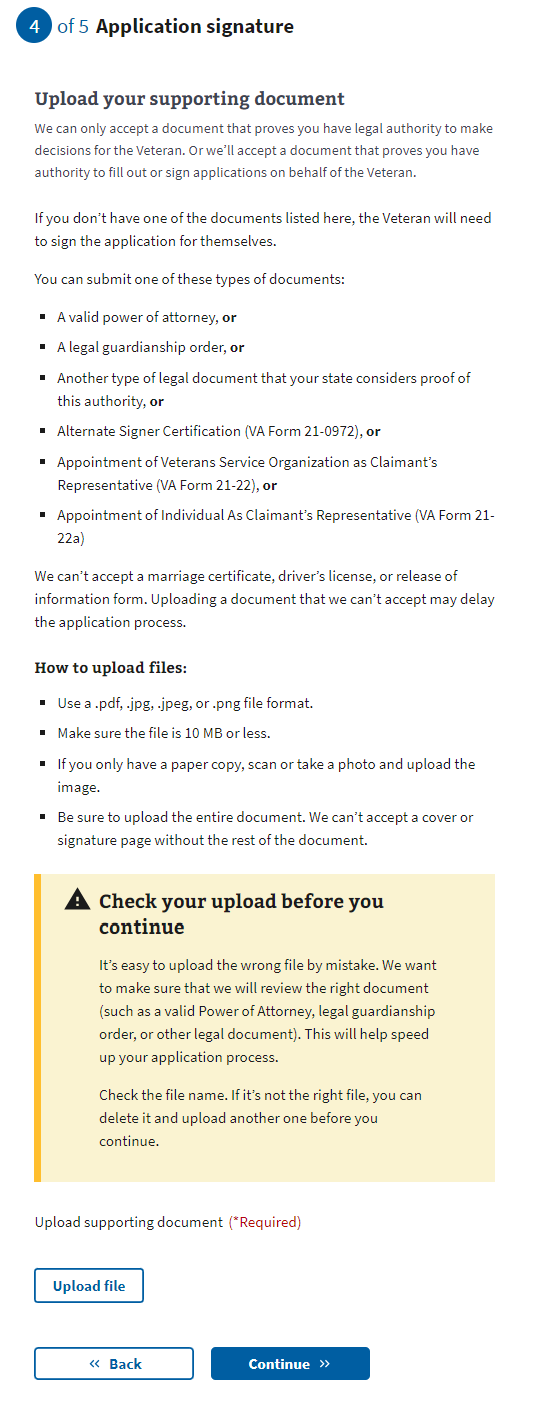 4 of 5 Application signature
Upload your supporting document
We can only accept a document that proves you have legal authority to make
decisions for the Veteran. Or we’ll accept a document that proves you have
authority to fill out or sign applications on behalf of the Veteran.
If you don’t have one of the documents listed here, the Veteran will need
to sign the application for themselves.
You can submit one of these types of documents:
A valid power of attorney, or
A legal guardianship order, or
Another type of legal document that your state considers proof of
this authority, or
Alternate Signer Certification (VA Form 21-0972), or
Appointment of Veterans Service Organization as Claimant’s
Representative (VA Form 21-22), or
Appointment of Individual As Claimant’s Representative (VA Form 21-
22a)
We can’t accept a marriage certificate, driver’s license, or release of
information form. Uploading a document that we can’t accept may delay
the application process.
How to upload files:
Use a .pdf, .jpg, .jpeg, or .png file format.
Make sure the file is 10 MB or less.
If you only have a paper copy, scan or take a photo and upload the
image.
Be sure to upload the entire document. We can’t accept a cover or
signature page without the rest of the document.
Check your upload before you
continue
It’s easy to upload the wrong file by mistake. We want
to make sure that we will review the right document
(such as a valid Power of Attorney, legal guardianship
order, or other legal document). This will help speed
up your application process.
Check the file name. If it’s not the right file, you can
delete it and upload another one before you
continue.
Upload supporting document (*Required)
Upload file
« Back
Continue »